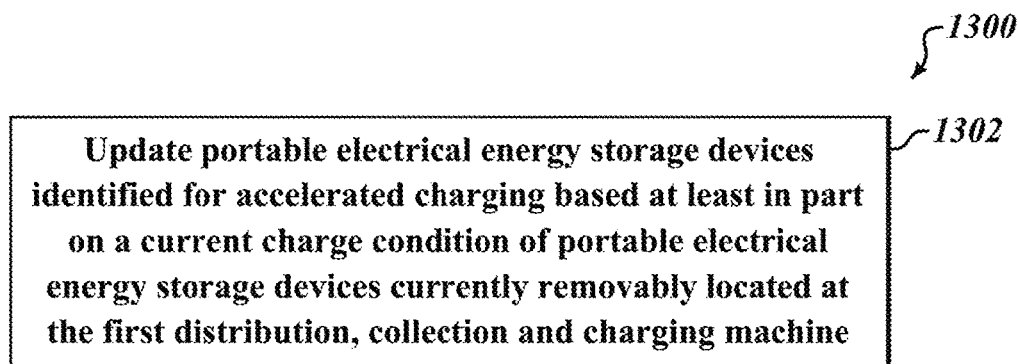 1300
1302
Update portable electrical energy storage devices
identified for accelerated charging based at least in part
on a current charge condition of portable electrical
energy storage devices currently removably located at
the first distribution, collection and charging machine